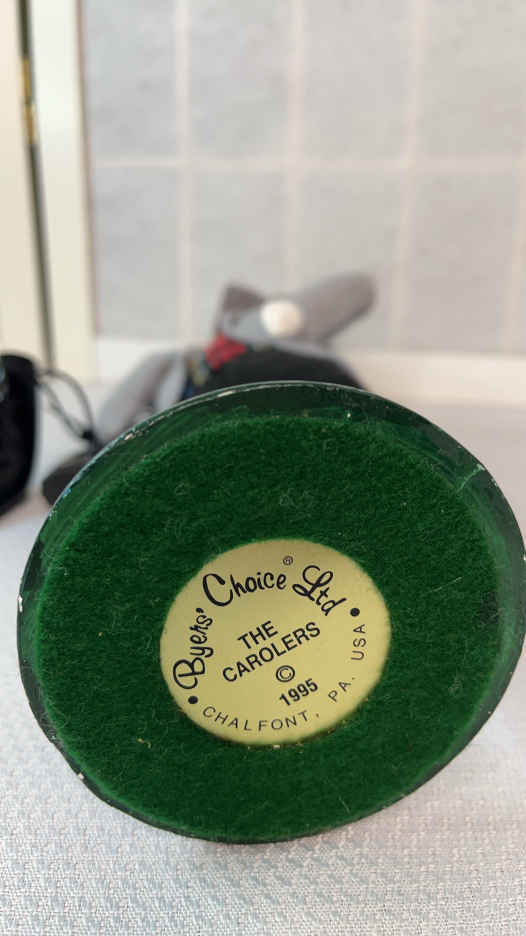 Byers' Choice® Ltd
THE
CAROLERS
©
1995
• CHALFONT, PA. USA •